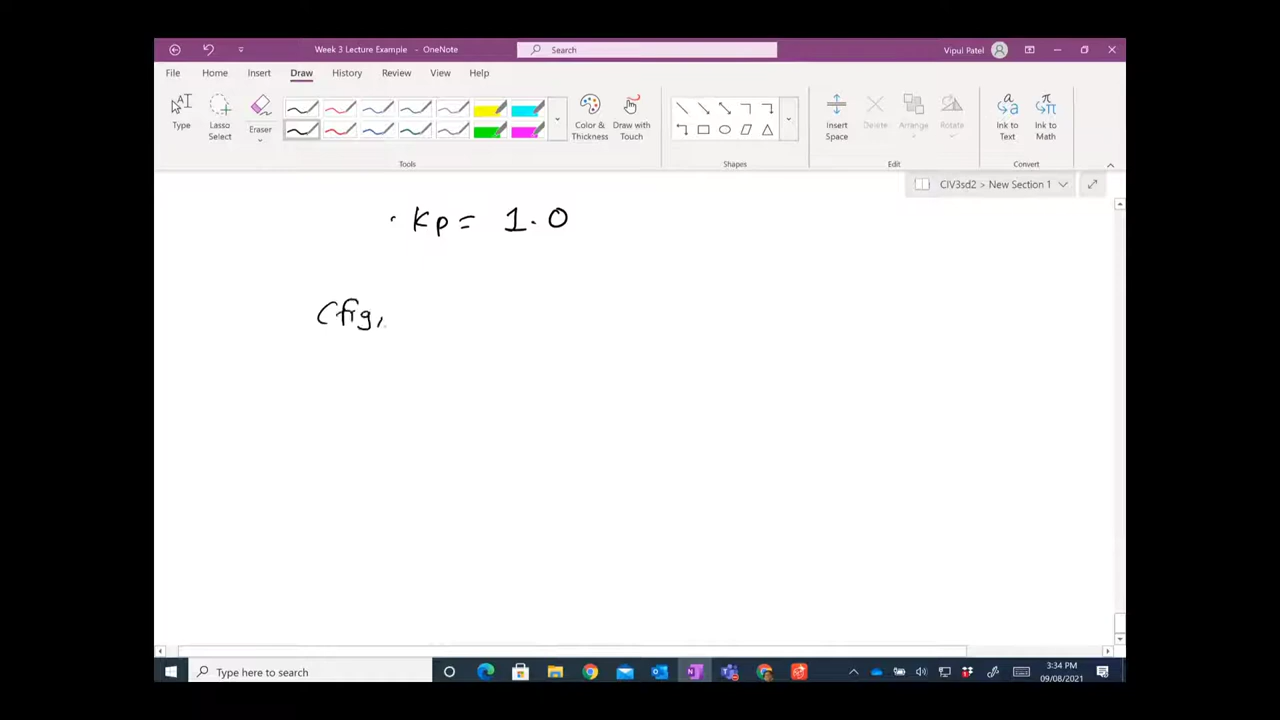 Week 3 Lecture Example - OneNote
Search
Vipul Patel
File Home Insert Draw History Review View Help
Type
Lasso Select
Eraser
Color & Thickness
Draw with Touch
Insert Space
Delete
Arrange
Rotate
Ink to Text
Ink to Math
Tools
Shapes
Edit
Convert
CIV3sd2 > New Section 1
· Kp = 1.0
Cfig,
Type here to search
3:34 PM
09/08/2021